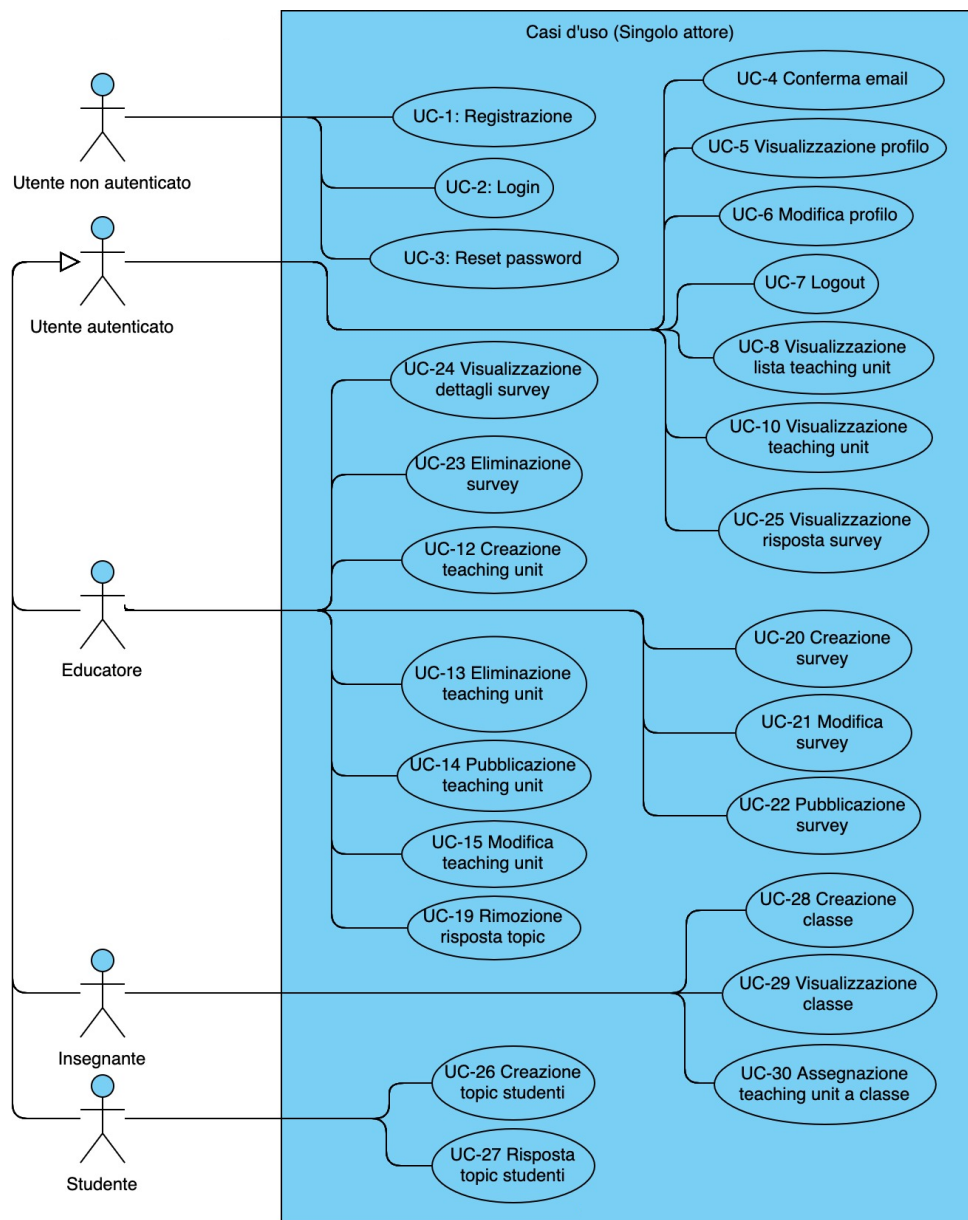 Casi d'uso (Singolo attore)
UC-4 Conferma email
UC-1: Registrazione
UC-5 Visualizzazione profilo
Utente non autenticato
UC-2: Login
UC-6 Modifica profilo
UC-3: Reset password
UC-7 Logout
Utente autenticato
UC-8 Visualizzazione
lista teaching unit
UC-24 Visualizzazione
dettagli survey
UC-10 Visualizzazione
teaching unit
UC-23 Eliminazione
survey
UC-25 Visualizzazione
risposta survey
UC-12 Creazione
teaching unit
UC-20 Creazione
survey
Educatore
UC-13 Eliminazione
teaching unit
UC-21 Modifica
survey
UC-14 Pubblicazione
teaching unit
UC-22 Pubblicazione
survey
UC-15 Modifica
teaching unit
UC-19 Rimozione
risposta topic
UC-28 Creazione
classe
UC-29 Visualizzazione
classe
Insegnante
UC-30 Assegnazione
teaching unit a classe
UC-26 Creazione
topic studenti
UC-27 Risposta
topic studenti
Studente